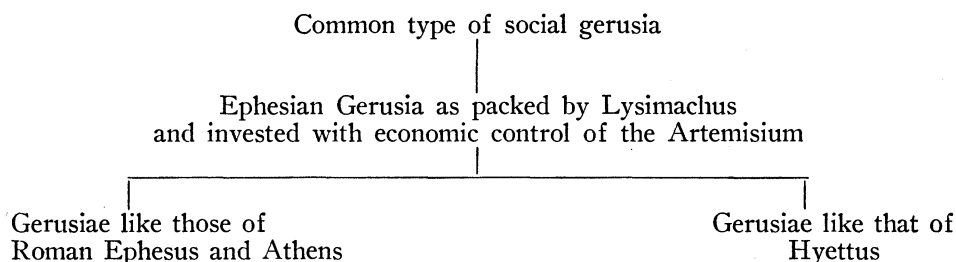 Common type of social gerusia
Ephesian Gerusia as packed by Lysimachus
and invested with economic control of the Artemisium
Gerusiae like those of
Roman Ephesus and Athens
Gerusiae like that of
Hyettus